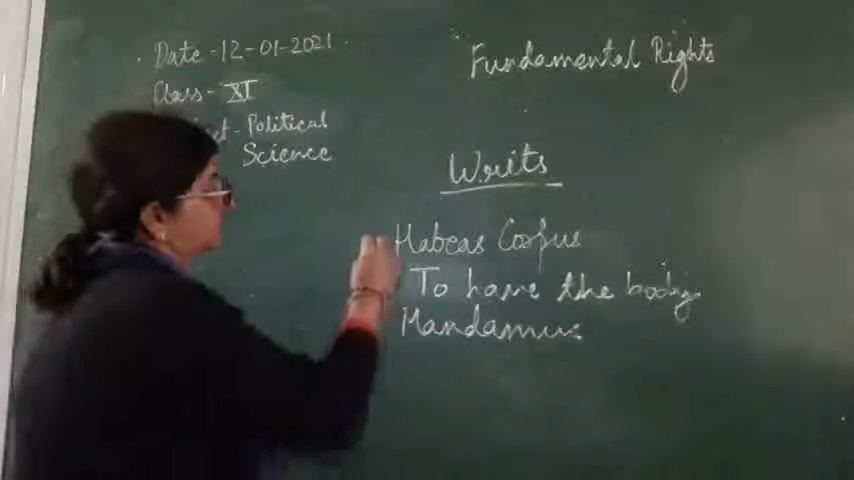 Date - 12-01-2021
Class - XI
Political
Science
Fundamental Rights
Writs
Habeas Corpus
To have the body.
Mandamus